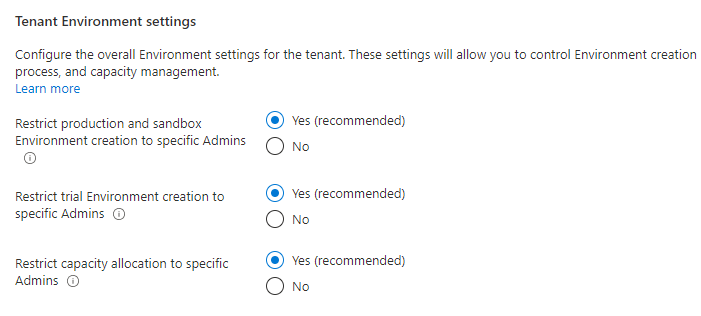 Tenant Environment settings
Configure the overall Environment settings for the tenant. These settings will allow you to control Environment creation
process, and capacity management.
Learn more
Restrict production and sandbox
Environment creation to specific Admins
Yes (recommended)
No
Restrict trial Environment creation to
specific Admins
Yes (recommended)
No
Restrict capacity allocation to specific
Admins
Yes (recommended)
No